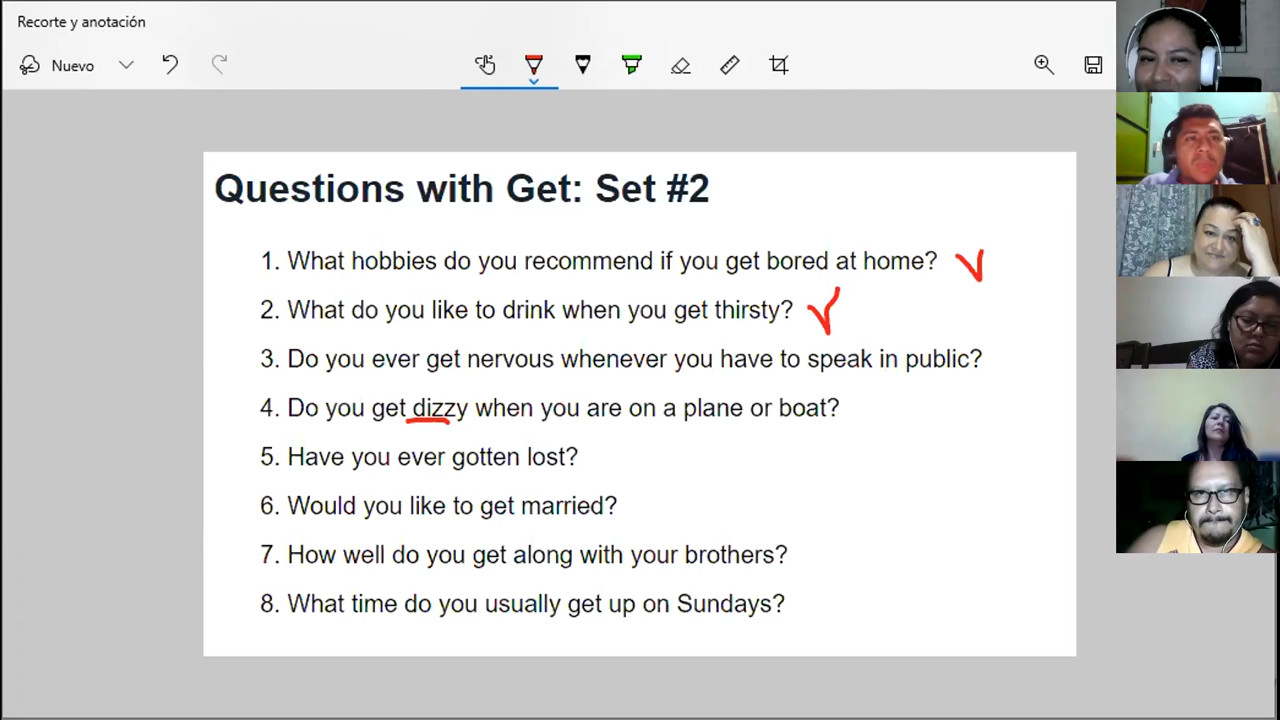 Recorte y anotación
Nuevo
Questions with Get: Set #2
1. What hobbies do you recommend if you get bored at home?
2. What do you like to drink when you get thirsty?
3. Do you ever get nervous whenever you have to speak in public?
4. Do you get dizzy when you are on a plane or boat?
5. Have you ever gotten lost?
6. Would you like to get married?
7. How well do you get along with your brothers?
8. What time do you usually get up on Sundays?